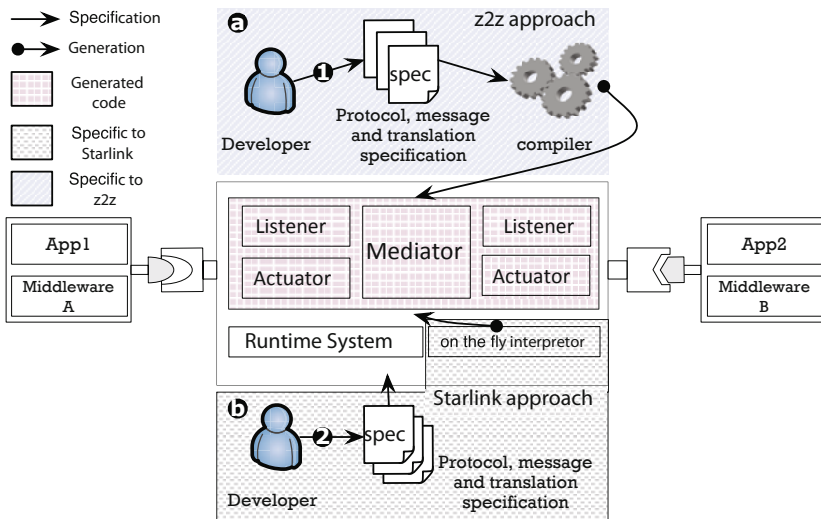 Specification
Generation
Generated
code
Specific to
Starlink
Specific to
z2z
a
z2z approach
1
spec
Developer
Protocol, message
and translation
specification
compiler
App1
Middleware
A
Listener
Actuator
Mediator
Listener
Actuator
App2
Middleware
B
Runtime System
on the fly interpretor
Starlink approach
b
2
spec
Developer
Protocol, message
and translation
specification